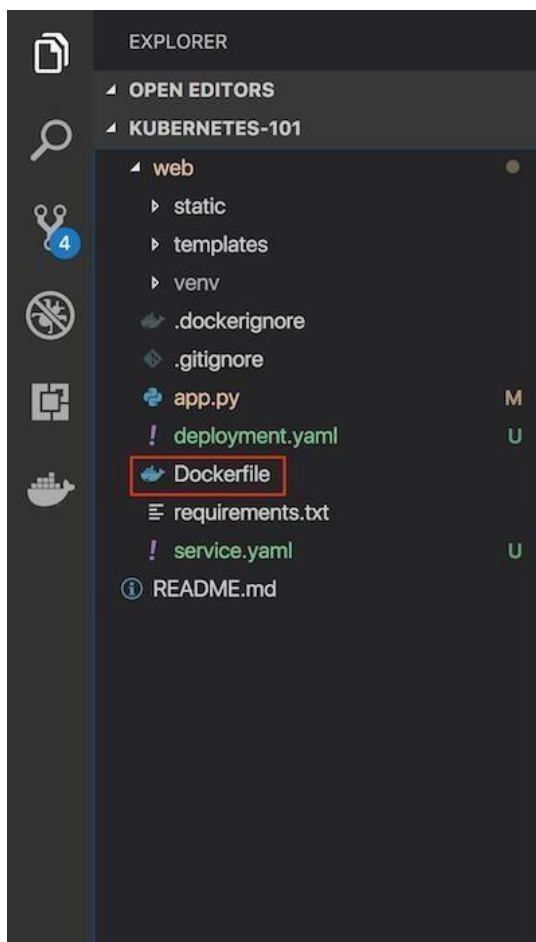 EXPLORER
OPEN EDITORS
KUBERNETES-101
web
static
templates
4
venv
.dockerignore
.gitignore
app.py M
deployment.yaml U
Dockerfile
requirements.txt
service.yaml U
README.md